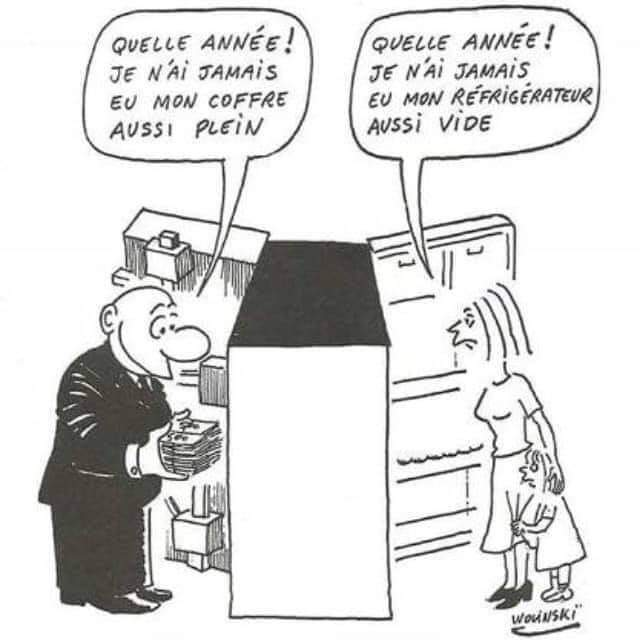 QUELLE ANNÉE!
JE N'AI JAMAIS
EU MON COFFRE
AUSSI PLEIN
QUELLE ANNÉE!
JE N'AI JAMAIS
EU MON RÉFRIGÉRATEUR
AUSSI VIDE
WOLINSKI